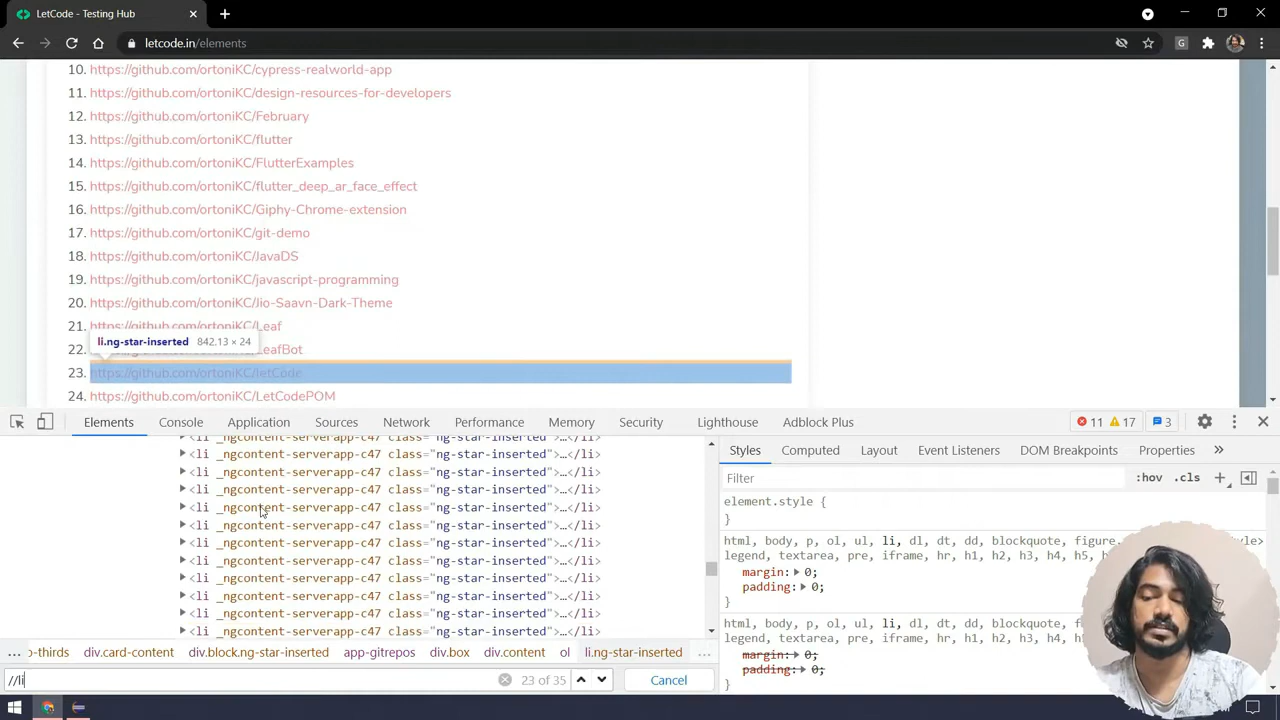 LetCode - Testing Hub
letcode.in/elements
10. https://github.com/ortoniKC/cypress-realworld-app
11. https://github.com/ortoniKC/design-resources-for-developers
12. https://github.com/ortoniKC/February
13. https://github.com/ortoniKC/flutter
14. https://github.com/ortoniKC/FlutterExamples
15. https://github.com/ortoniKC/flutter_deep_ar_face_effect
16. https://github.com/ortoniKC/Giphy-Chrome-extension
17. https://github.com/ortoniKC/git-demo
18. https://github.com/ortoniKC/JavaDS
19. https://github.com/ortoniKC/javascript-programming
20. https://github.com/ortoniKC/Jio-Saavn-Dark-Theme
21. https://github.com/ortoniKC/Leaf
li.ng-star-inserted 842.13 × 24
22. https://github.com/ortoniKC/LeafBot
23. https://github.com/ortoniKC/letCode
24. https://github.com/ortoniKC/LetCodePOM
Elements Console Application Sources Network Performance Memory Security Lighthouse Adblock Plus 11 17 3
<li _ngcontent-serverapp-c47 class="ng-star-inserted">…</li>
<li _ngcontent-serverapp-c47 class="ng-star-inserted">…</li>
<li _ngcontent-serverapp-c47 class="ng-star-inserted">…</li>
<li _ngcontent-serverapp-c47 class="ng-star-inserted">…</li>
<li _ngcontent-serverapp-c47 class="ng-star-inserted">…</li>
<li _ngcontent-serverapp-c47 class="ng-star-inserted">…</li>
<li _ngcontent-serverapp-c47 class="ng-star-inserted">…</li>
<li _ngcontent-serverapp-c47 class="ng-star-inserted">…</li>
<li _ngcontent-serverapp-c47 class="ng-star-inserted">…</li>
<li _ngcontent-serverapp-c47 class="ng-star-inserted">…</li>
<li _ngcontent-serverapp-c47 class="ng-star-inserted">…</li>
<li _ngcontent-serverapp-c47 class="ng-star-inserted">…</li>
... o-thirds div.card-content div.block.ng-star-inserted app-gitrepos div.box div.content ol li.ng-star-inserted ...
//li 23 of 35 Cancel
Styles Computed Layout Event Listeners DOM Breakpoints Properties »
Filter :hov .cls +
element.style {
}
html, body, p, ol, ul, li, dl, dt, dd, blockquote, figure, <style>
legend, textarea, pre, iframe, hr, h1, h2, h3, h4, h5, h
margin: 0;
padding: 0;
}
html, body, p, ol, ul, li, dl, dt, dd, blockquote,
legend, textarea, pre, iframe, hr, h1, h2, h3,
margin: 0;
padding: 0;
}